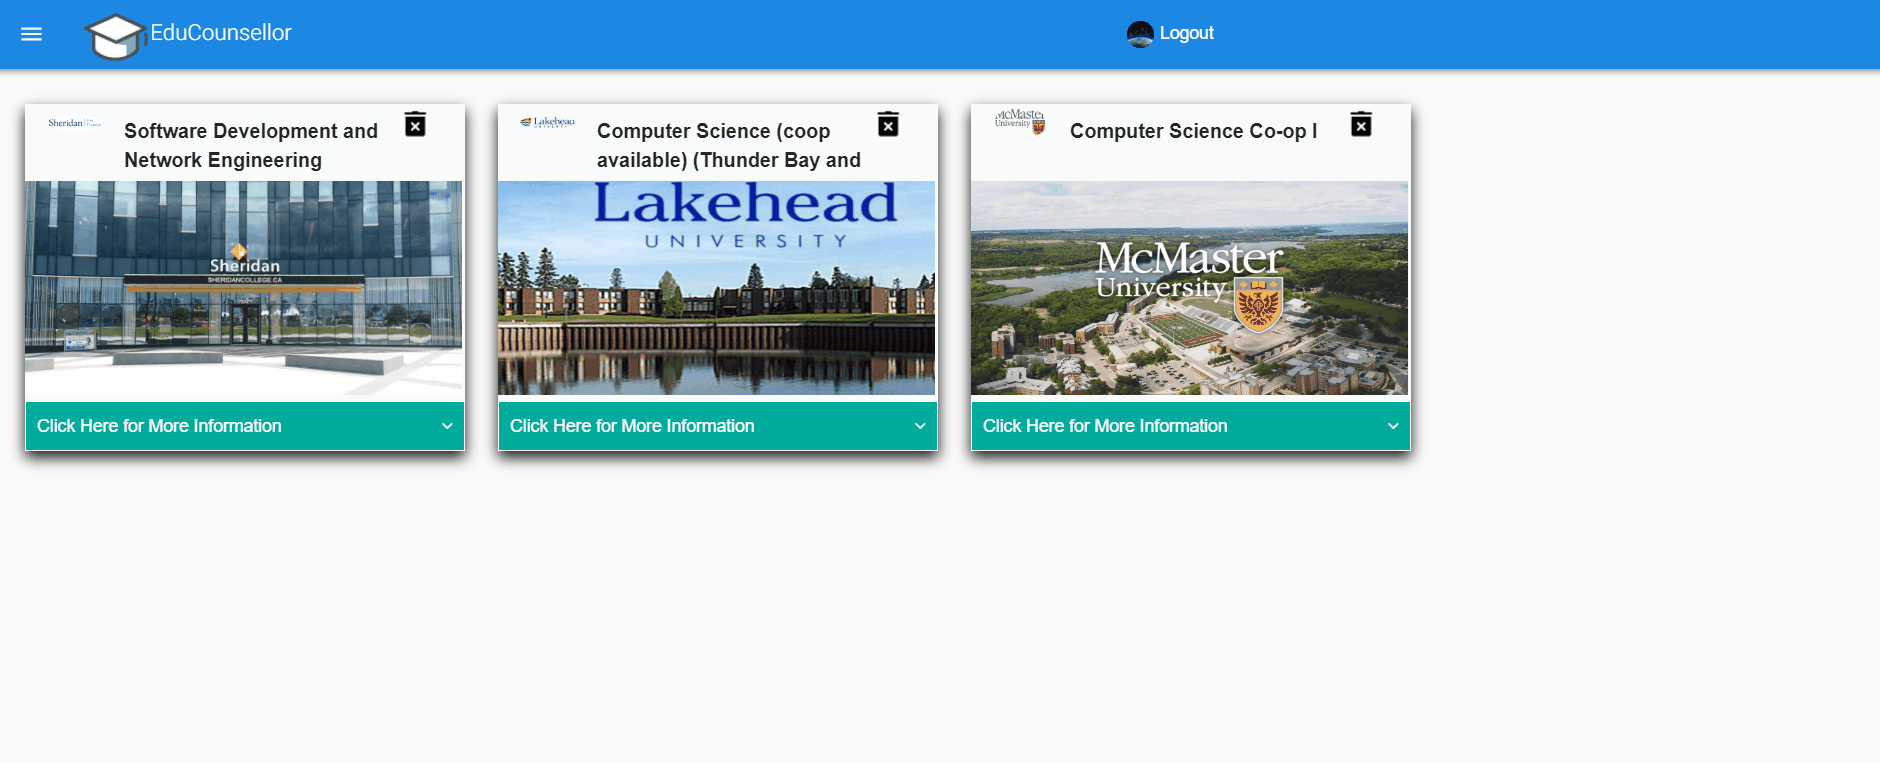 EduCounsellor
Logout
Sheridan
Software Development and
Network Engineering
Sheridan
SHERIDANCOLLEGE.CA
Click Here for More Information
Lakehead
UNIVERSITY
Computer Science (coop
available) (Thunder Bay and
Lakehead
UNIVERSITY
Click Here for More Information
McMaster
University
Computer Science Co-op I
McMaster
University
Click Here for More Information